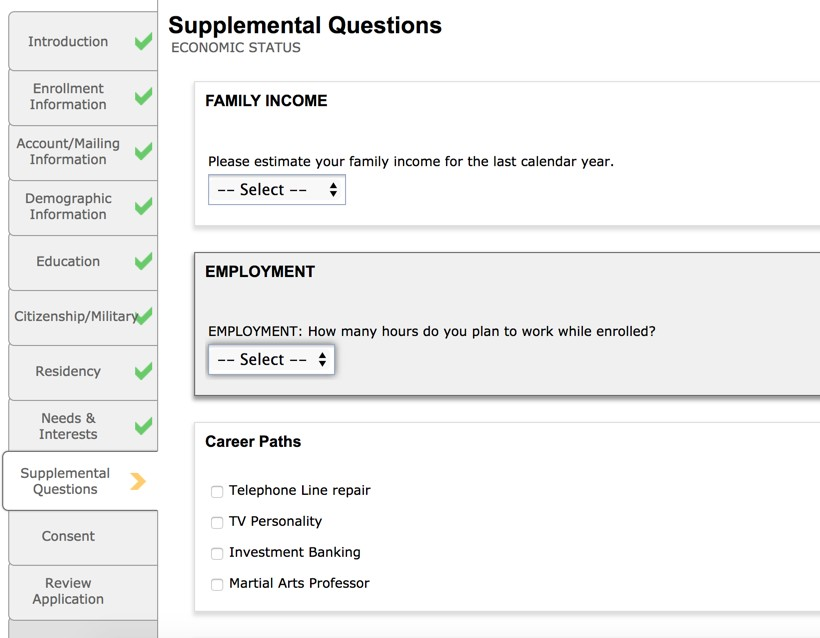 Introduction
Enrollment
Information
Account/Mailing
Information
Demographic
Information
Education
Citizenship/Military
Residency
Needs &
Interests
Supplemental
Questions
Consent
Review
Application
Supplemental Questions
ECONOMIC STATUS
FAMILY INCOME
Please estimate your family income for the last calendar year.
-- Select --
EMPLOYMENT
EMPLOYMENT: How many hours do you plan to work while enrolled?
-- Select --
Career Paths
Telephone Line repair
TV Personality
Investment Banking
Martial Arts Professor